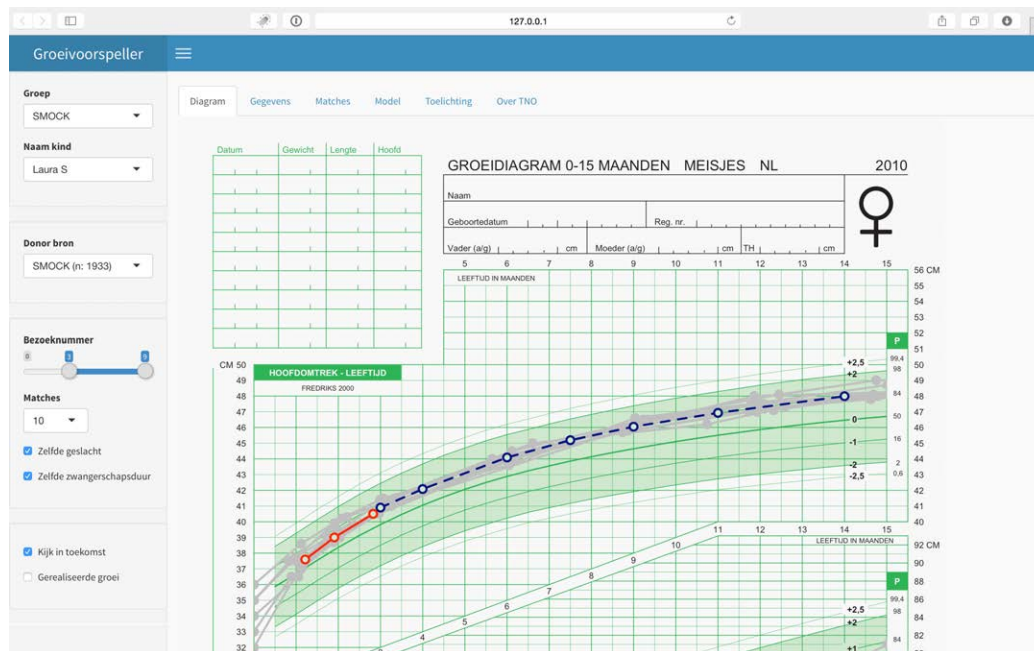 127.0.0.1
Groeivoorspeller
Groep
SMOCK
Naam kind
Laura S
Donor bron
SMOCK (n: 1933)
Bezoeknummer
0 3 9
Matches
10
Zelfde geslacht
Zelfde zwangerschapsduur
Kijk in toekomst
Gerealiseerde groei
Diagram Gegevens Matches Model Toelichting Over TNO
Datum Gewicht Lengte Hoofd
GROEIDIAGRAM 0-15 MAANDEN MEISJES NL 2010
Naam
Geboortedatum Reg. nr.
Vader (a/g) cm Moeder (a/g) cm TH cm
5 6 7 8 9 10 11 12 13 14 15
LEEFTIJD IN MAANDEN
56 CM
55
54
53
52
P 51
+2,5 99,4
CM 50 +2 98 50
HOOFDOMTREK - LEEFTIJD
FREDRIKS 2000
49 49
48 84 48
47 0 50 47
46 46
45 -1 16 45
44 44
43 -2 2 43
42 -2,5 0,6 42
41 41
40 40
39
38
37
36
35
34
33
32
4 5 6 7 8 9 10 11 12 13 14 15
LEEFTIJD IN MAANDEN
92 CM
90
P 88
99,4 86
+2,5 98 84
+2 82
84
+1